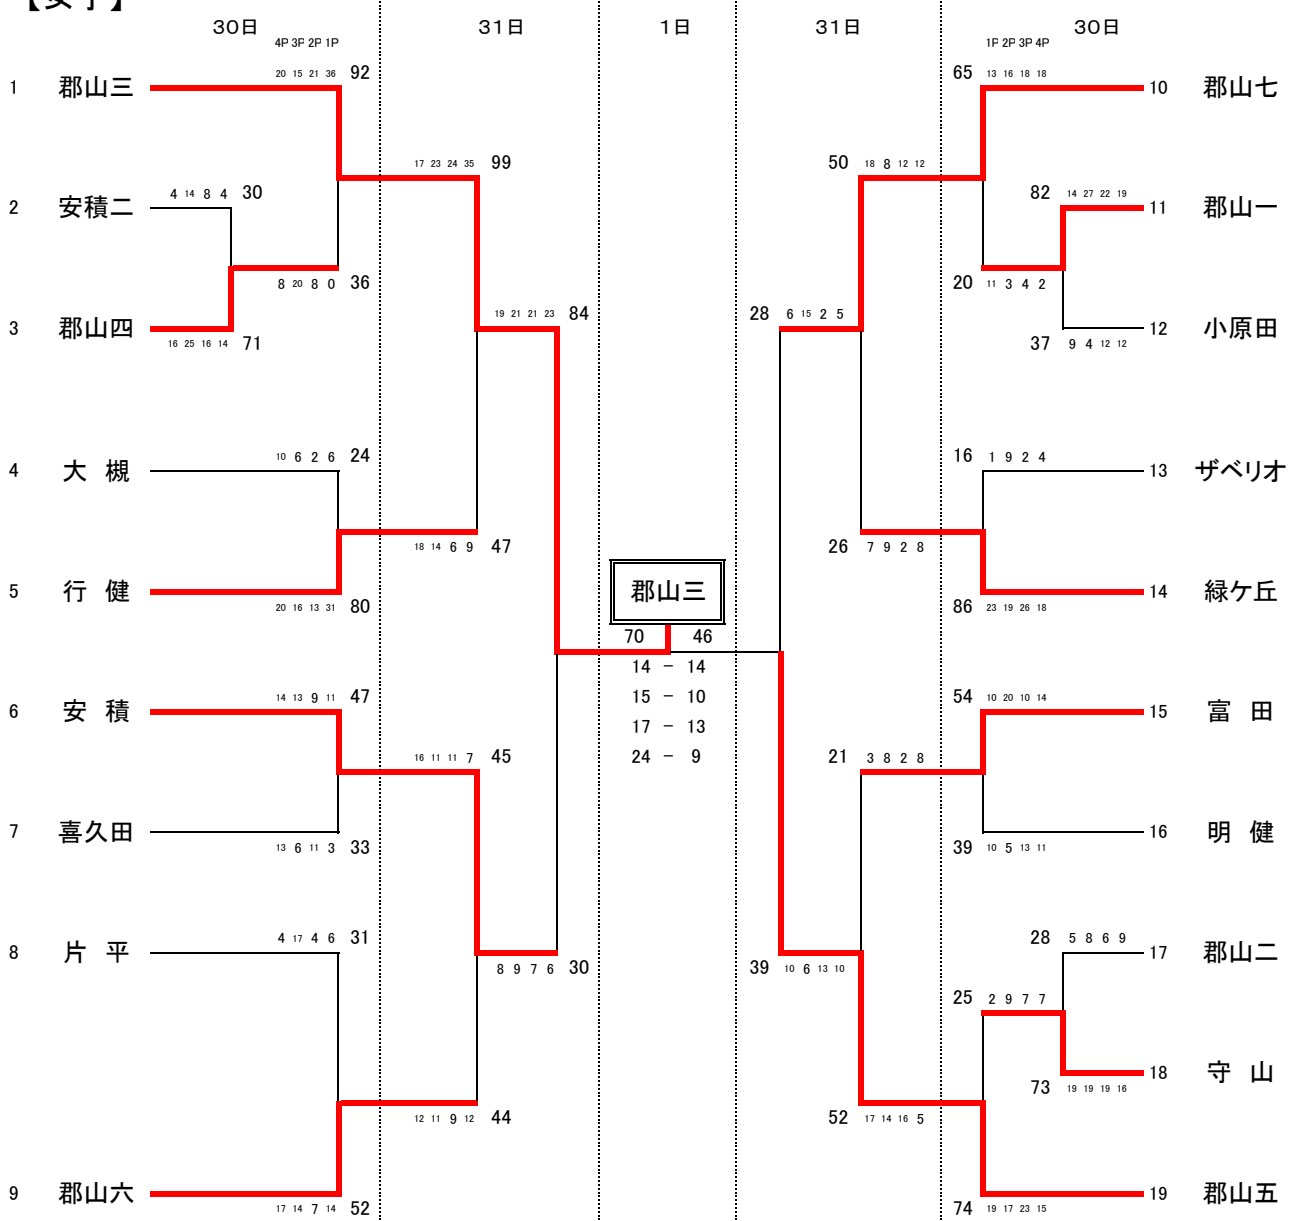 【女子】
30日 31日 1日 31日 30日
4P 3P 2P 1P 1P 2P 3P 4P
20 15 21 36 92 65 13 16 18 18
1 郡山三 10 郡山七
17 23 24 35 99 50 18 8 12 12
4 14 8 4 30 82 14 27 22 19
2 安積二 11 郡山一
8 20 8 0 36 20 11 3 4 2
19 21 21 23 84 28 6 15 2 5
3 郡山四 12 小原田
16 25 16 14 71 37 9 4 12 12
10 6 2 6 24 16 1 9 2 4
4 大槻 13 ザベリオ
18 14 6 9 47 26 7 9 2 8
5 行健 郡山三 14 緑ケ丘
20 16 13 31 80 86 23 19 26 18
70 46
14 - 14
15 - 10
17 - 13
24 - 9
14 13 9 11 47 54 10 20 10 14
6 安積 15 富田
16 11 11 7 45 21 3 8 2 8
7 喜久田 16 明健
13 6 11 3 33 39 10 5 13 11
4 17 4 6 31 28 5 8 6 9
8 片平 17 郡山二
8 9 7 6 30 39 10 6 13 10
25 2 9 7 7
18 守山
73 19 19 19 16
12 11 9 12 44 52 17 14 16 5
9 郡山六 19 郡山五
17 14 7 14 52 74 19 17 23 15